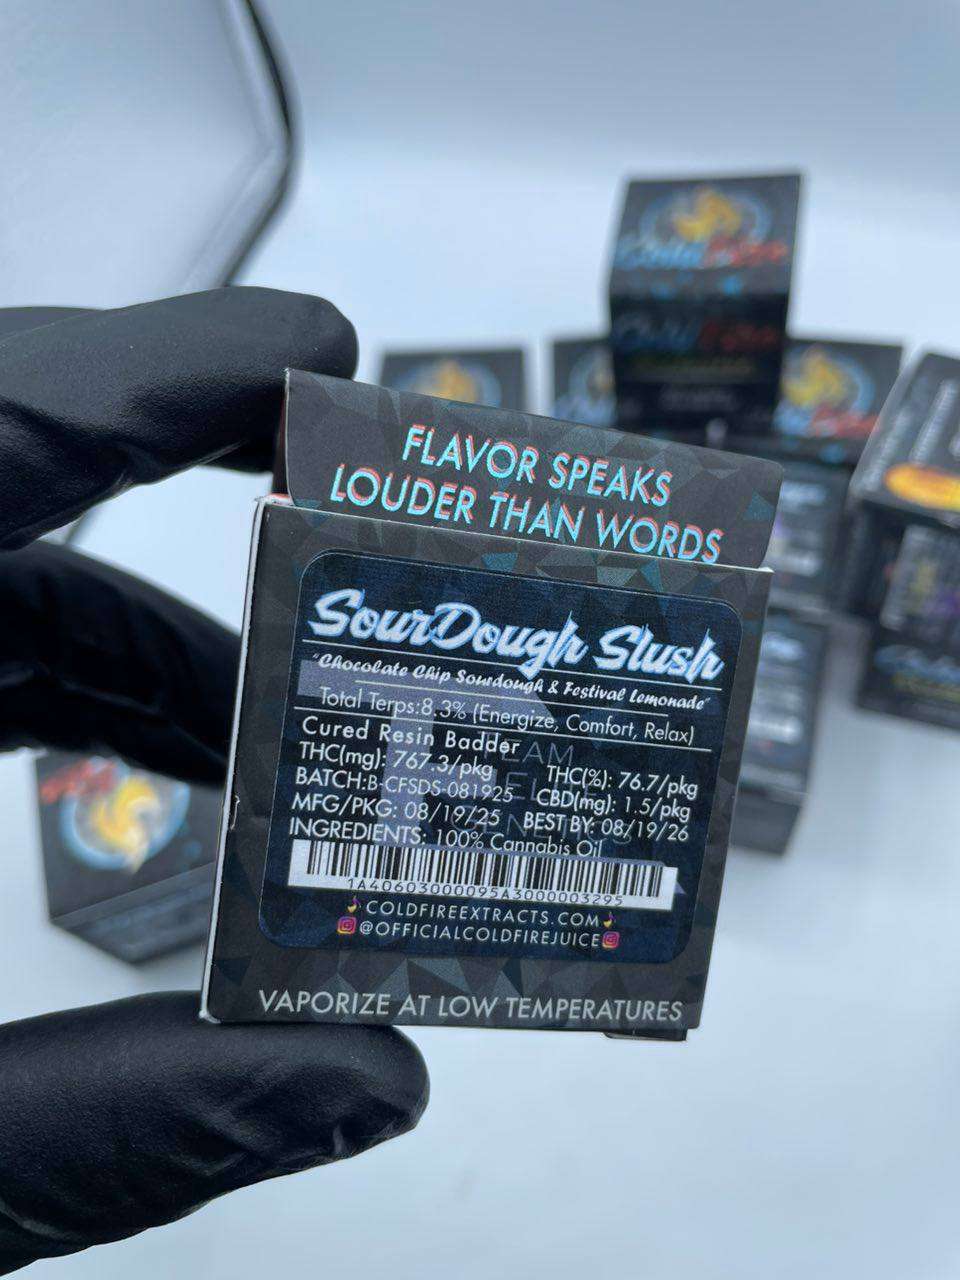 FLAVOR SPEAKS
LOUDER THAN WORDS
SourDough Slush
"Chocolate Chip Sourdough & Festival Lemonade"
Total Terps:8.3% (Energize, Comfort, Relax)
Cured Resin Badder
THC(mg): 767.3/pkg THC(%): 76.7/pkg
BATCH:B-CFSDS-081925 CBD(mg): 1.5/pkg
MFG/PKG: 08/19/25 BEST BY: 08/19/26
INGREDIENTS: 100% Cannabis Oil
1A4060300009​5A3000003295
COLDFIREEXTRACTS.COM
@OFFICIALCOLDFIREJUICE
VAPORIZE AT LOW TEMPERATURES